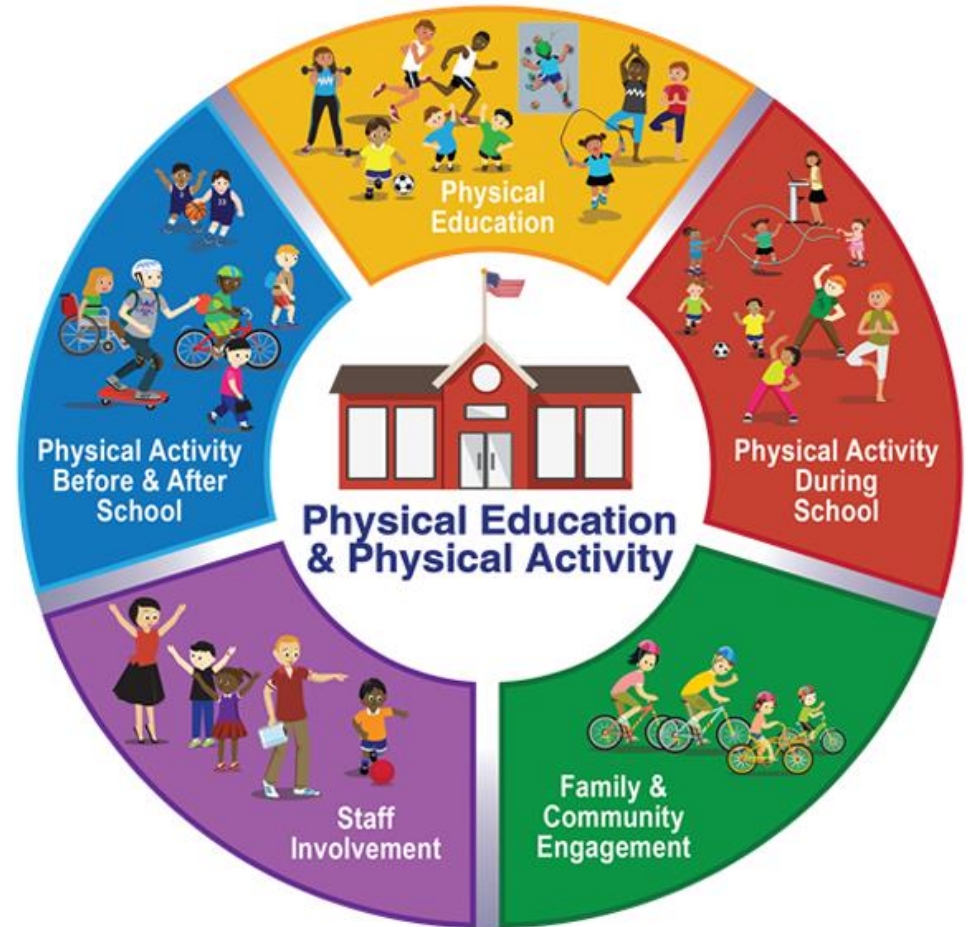 Physical
Education
Physical Activity
Before & After
School
Physical Activity
During
School
Physical Education
& Physical Activity
Staff
Involvement
Family &
Community
Engagement